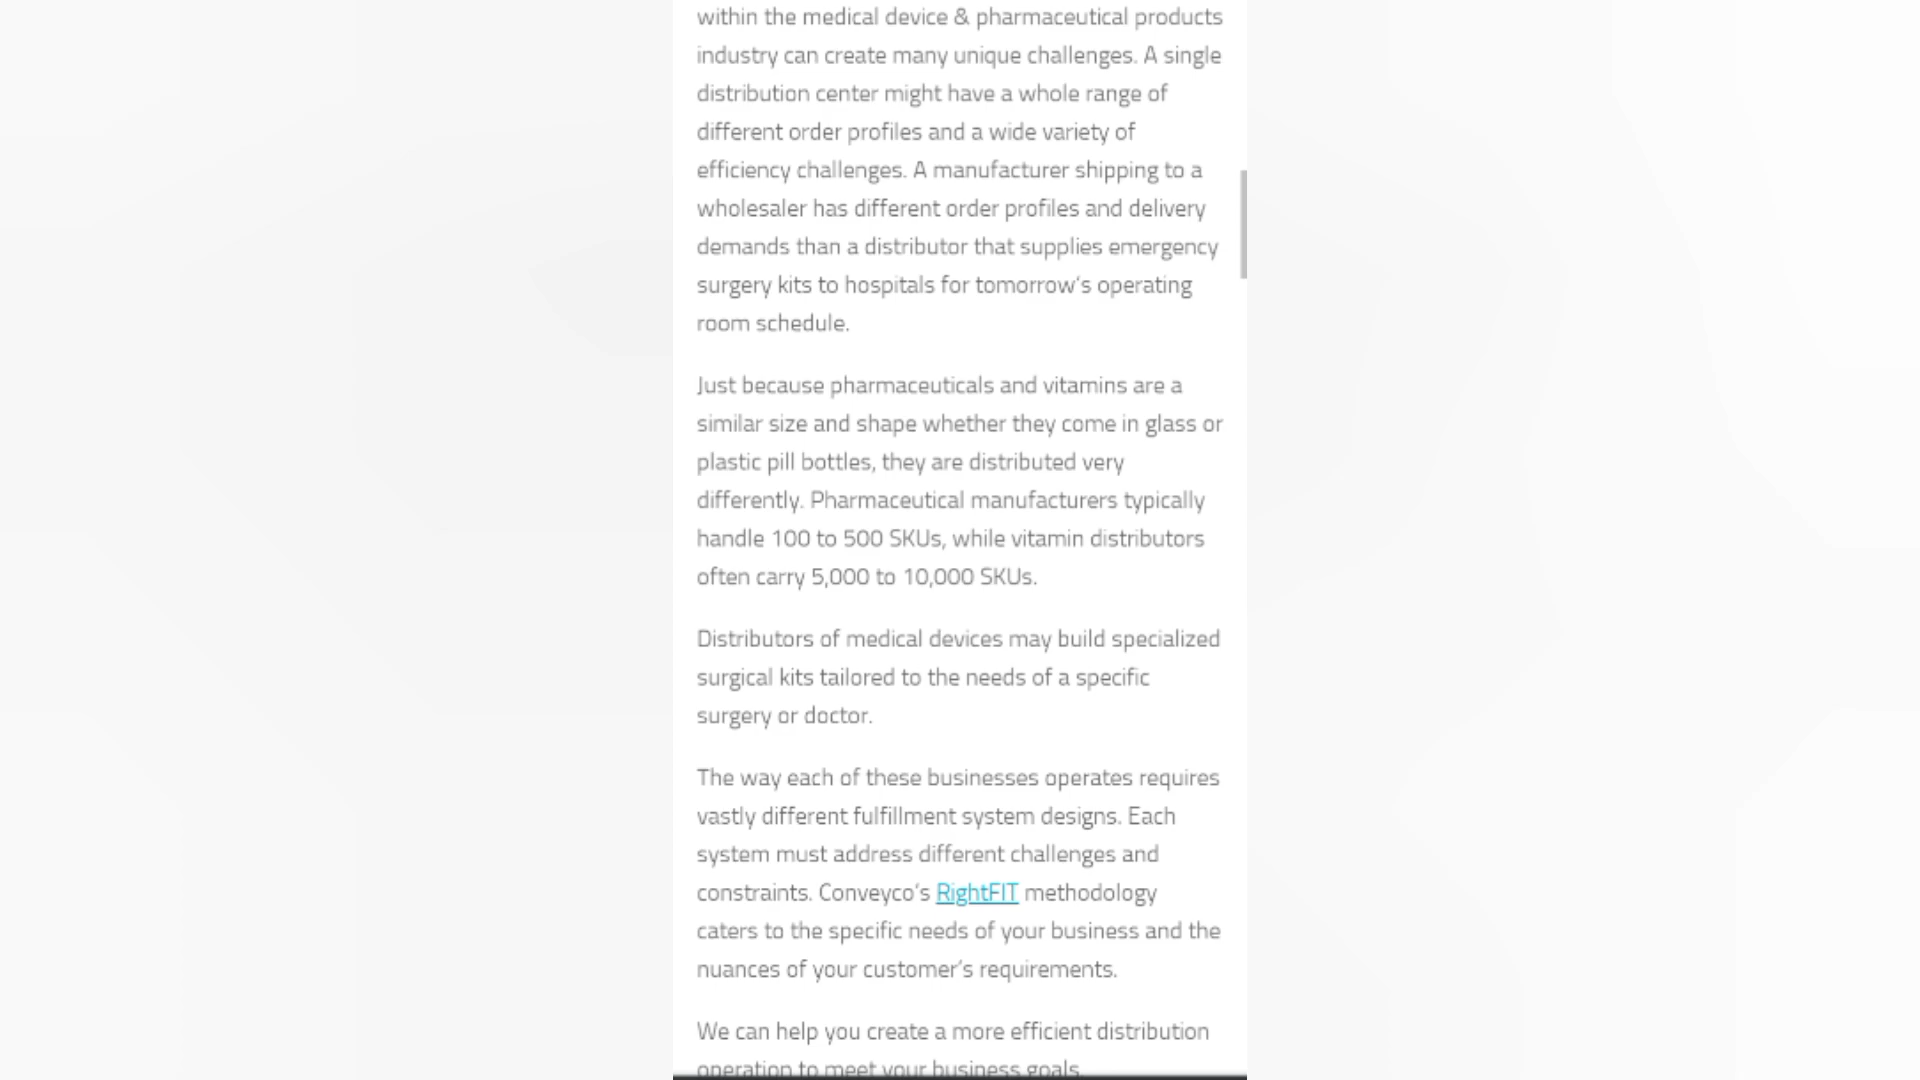 within the medical device & pharmaceutical products
industry can create many unique challenges. A single
distribution center might have a whole range of
different order profiles and a wide variety of
efficiency challenges. A manufacturer shipping to a
wholesaler has different order profiles and delivery
demands than a distributor that supplies emergency
surgery kits to hospitals for tomorrow’s operating
room schedule.
Just because pharmaceuticals and vitamins are a
similar size and shape whether they come in glass or
plastic pill bottles, they are distributed very
differently. Pharmaceutical manufacturers typically
handle 100 to 500 SKUs, while vitamin distributors
often carry 5,000 to 10,000 SKUs.
Distributors of medical devices may build specialized
surgical kits tailored to the needs of a specific
surgery or doctor.
The way each of these businesses operates requires
vastly different fulfillment system designs. Each
system must address different challenges and
constraints. Conveyco’s RightFIT methodology
caters to the specific needs of your business and the
nuances of your customer’s requirements.
We can help you create a more efficient distribution
operation to meet your business goals.